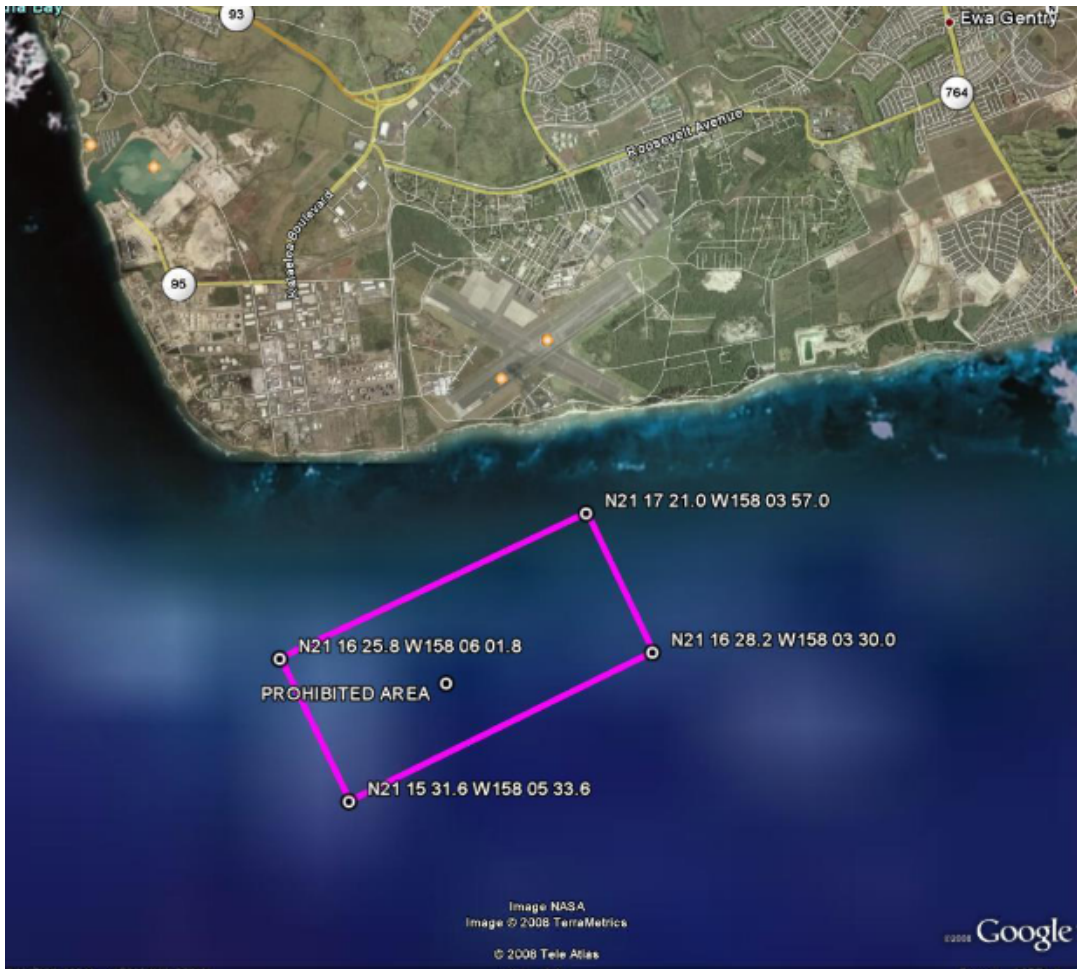 93
Ewa Gentry
764
Roosevelt Avenue
Kalaeloa Boulevard
95
N21 17 21.0 W158 03 57.0
N21 16 28.2 W158 03 30.0
N21 16 25.8 W158 06 01.8
PROHIBITED AREA
N21 15 31.6 W158 05 33.6
Image NASA
Image © 2008 TerraMetrics
© 2008 Tele Atlas
©2008 Google